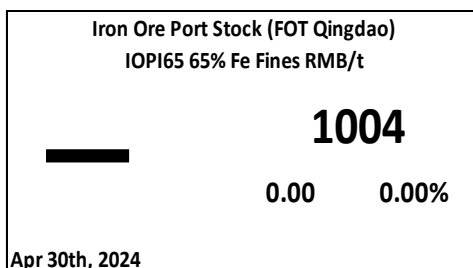 Iron Ore Port Stock (FOT Qingdao)
IOPI65 65% Fe Fines RMB/t
1004
0.00 0.00%
Apr 30th, 2024